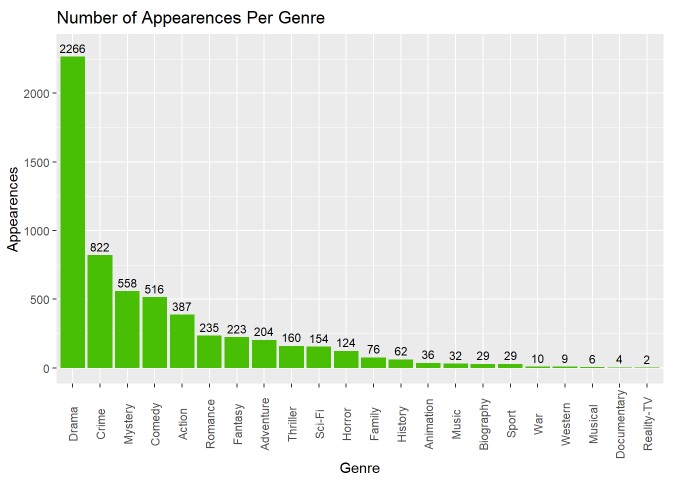 Number of Appearences Per Genre
Appearences
2000
1500
1000
500
0
2266
822
558
516
387
235
223
204
160
154
124
76
62
36
32
29
29
10
9
6
4
2
Drama
Crime
Mystery
Comedy
Action
Romance
Fantasy
Adventure
Thriller
Sci-Fi
Horror
Family
History
Animation
Music
Biography
Sport
War
Western
Musical
Documentary
Reality-TV
Genre